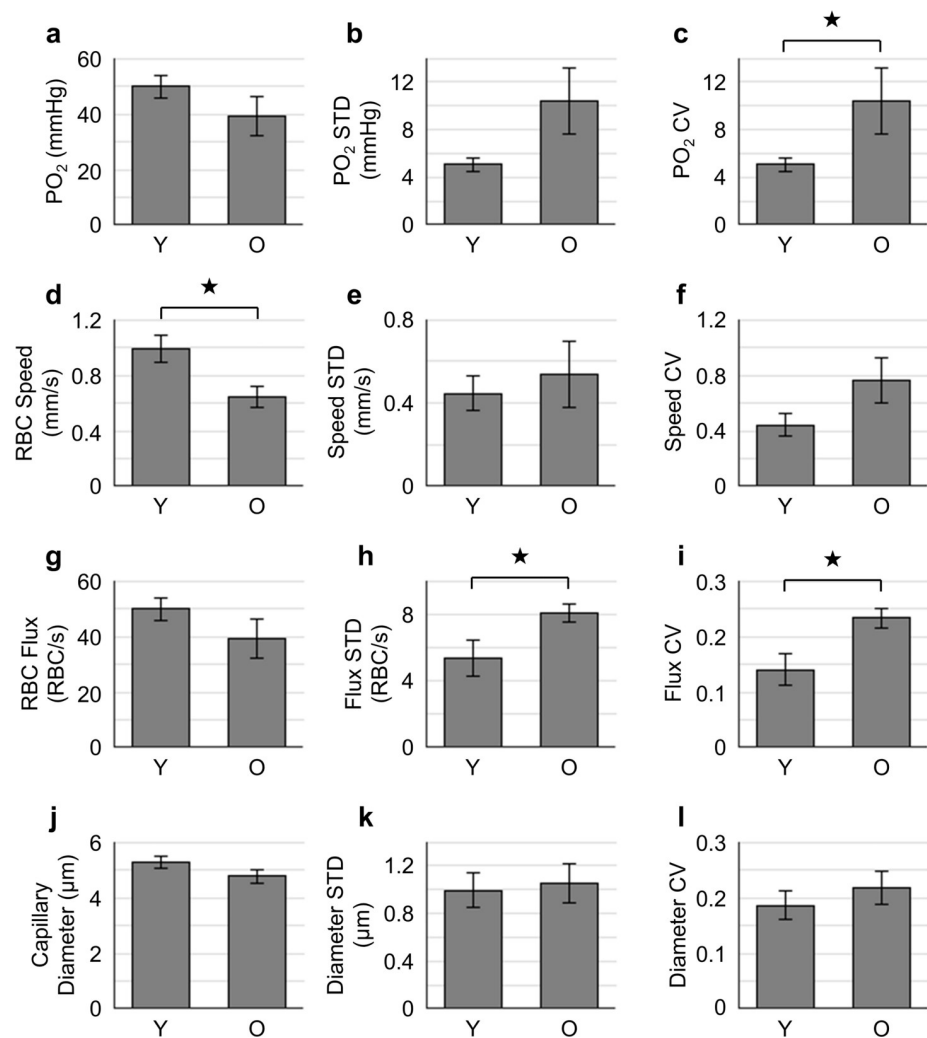 a
PO2 (mmHg)
60
40
20
0
Y O
b
PO2 STD
(mmHg)
12
8
4
0
Y O
c
★
PO2 CV
12
8
4
0
Y O
d
★
RBC Speed
(mm/s)
1.2
0.8
0.4
0
Y O
e
Speed STD
(mm/s)
0.8
0.4
0
Y O
f
Speed CV
1.2
0.8
0.4
0
Y O
g
RBC Flux
(RBC/s)
60
40
20
0
Y O
h
★
Flux STD
(RBC/s)
8
4
0
Y O
i
★
Flux CV
0.3
0.2
0.1
0
Y O
j
Capillary
Diameter (μm)
6
4
2
0
Y O
k
Diameter STD
(μm)
1.2
0.8
0.4
0
Y O
l
Diameter CV
0.3
0.2
0.1
0
Y O